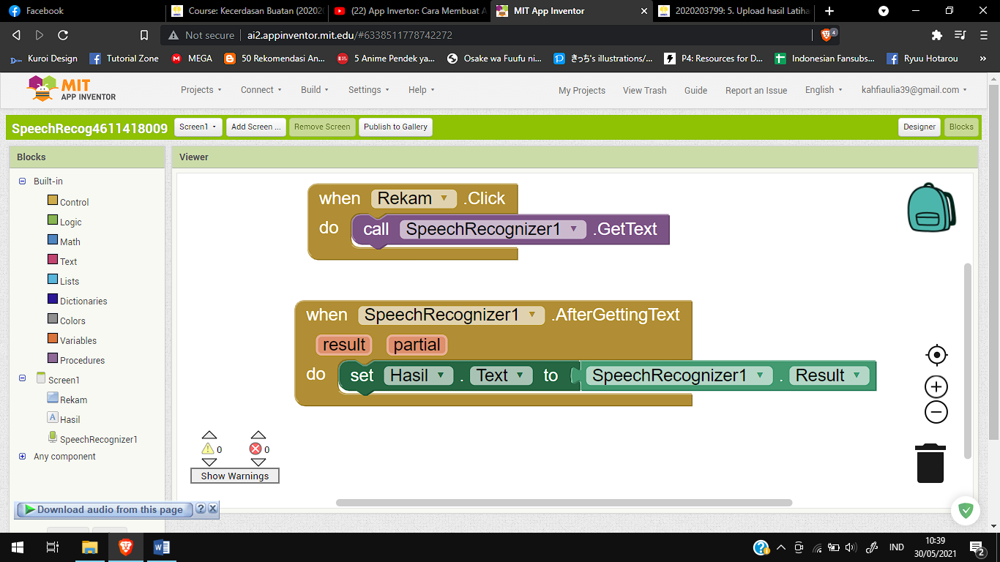 Facebook
Course: Kecerdasan Buatan (20202
(22) App Invertor: Cara Membuat A
MIT App Inventor
2020203799: 5. Upload hasil Latiha
Not secure
ai2.appinventor.mit.edu/#6338511778742272
4
Kuroi Design
Tutorial Zone
MEGA
50 Rekomendasi An...
5 Anime Pendek ya...
Osake wa Fuufu ni...
きっち's illustrations/...
P4: Resources for D...
Indonesian Fansubs...
Ryuu Hotarou
»
MIT
APP INVENTOR
Projects
Connect
Build
Settings
Help
My Projects
View Trash
Guide
Report an Issue
English
kahfiaulia39@gmail.com
SpeechRecog4611418009
Screen1
Add Screen ...
Remove Screen
Publish to Gallery
Designer
Blocks
Blocks
Viewer
Built-in
Control
Logic
Math
Text
Lists
Dictionaries
Colors
Variables
Procedures
Screen1
Rekam
A Hasil
SpeechRecognizer1
Any component
when Rekam .Click
do call SpeechRecognizer1 .GetText
when SpeechRecognizer1 .AfterGettingText
result partial
do set Hasil . Text to SpeechRecognizer1 . Result
0 0
Show Warnings
Download audio from this page ? X
IND
10:39
30/05/2021
2